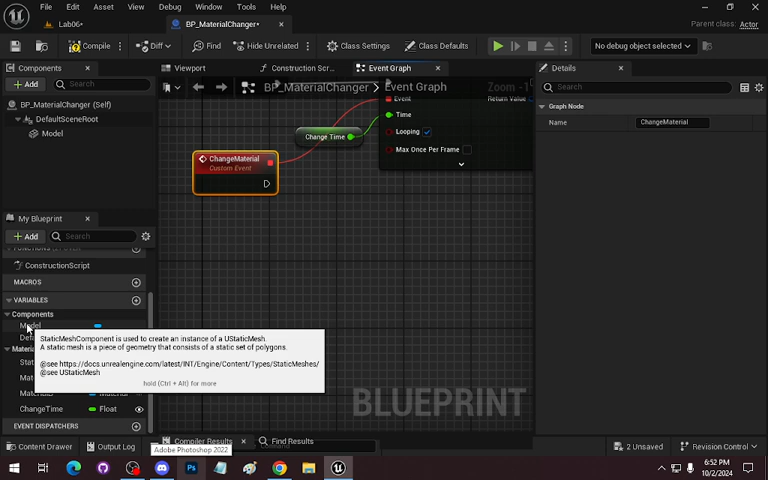 File Edit Asset View Debug Window Tools Help
Lab06•
BP_MaterialChanger•
Parent class: Actor
Compile
Diff
Find
Hide Unrelated
Class Settings
Class Defaults
No debug object selected
Components
Add
Search
BP_MaterialChanger (Self)
DefaultSceneRoot
Model
My Blueprint
Add
Search
ConstructionScript
MACROS
VARIABLES
Components
Model
ChangeTime
Float
EVENT DISPATCHERS
Viewport
Construction Scr...
Event Graph
BP_MaterialChanger > Event Graph
Zoom -1
Event
Return Value
Time
Looping
Max Once Per Frame
Change Time
ChangeMaterial
Custom Event
BLUEPRINT
StaticMeshComponent is used to create an instance of a UStaticMesh.
A static mesh is a piece of geometry that consists of a static set of polygons.
@see https://docs.unrealengine.com/latest/INT/Engine/Content/Types/StaticMeshes/
@see UStaticMesh
hold (Ctrl + Alt) for more
Details
Search
Graph Node
Name
ChangeMaterial
Content Drawer
Output Log
Compiler Results
Find Results
Adobe Photoshop 2022
2 Unsaved
Revision Control
6:52 PM
10/2/2024